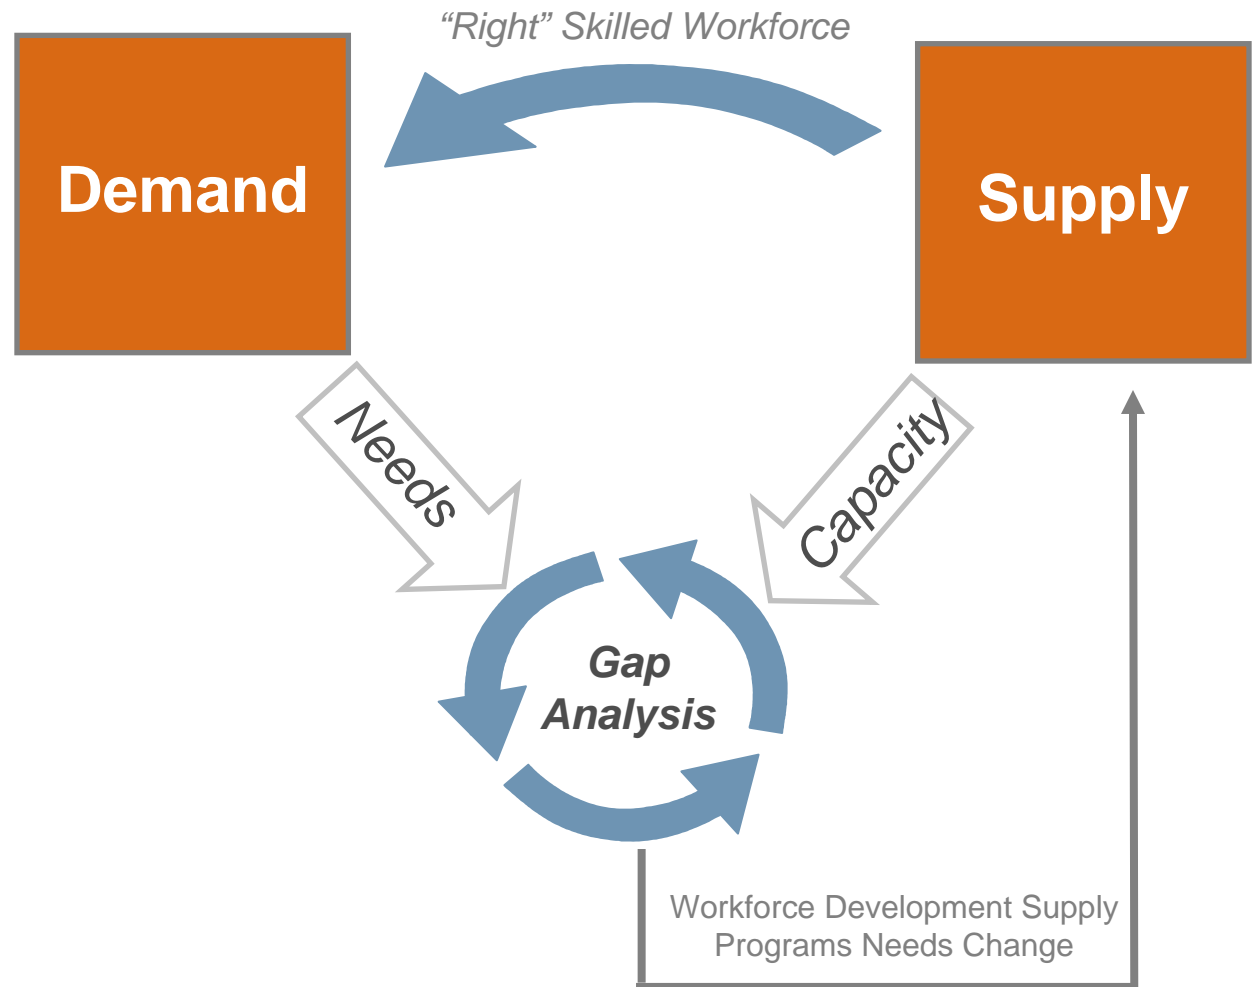 “Right” Skilled Workforce
Demand
Supply
Needs
Capacity
Gap
Analysis
Workforce Development Supply
Programs Needs Change